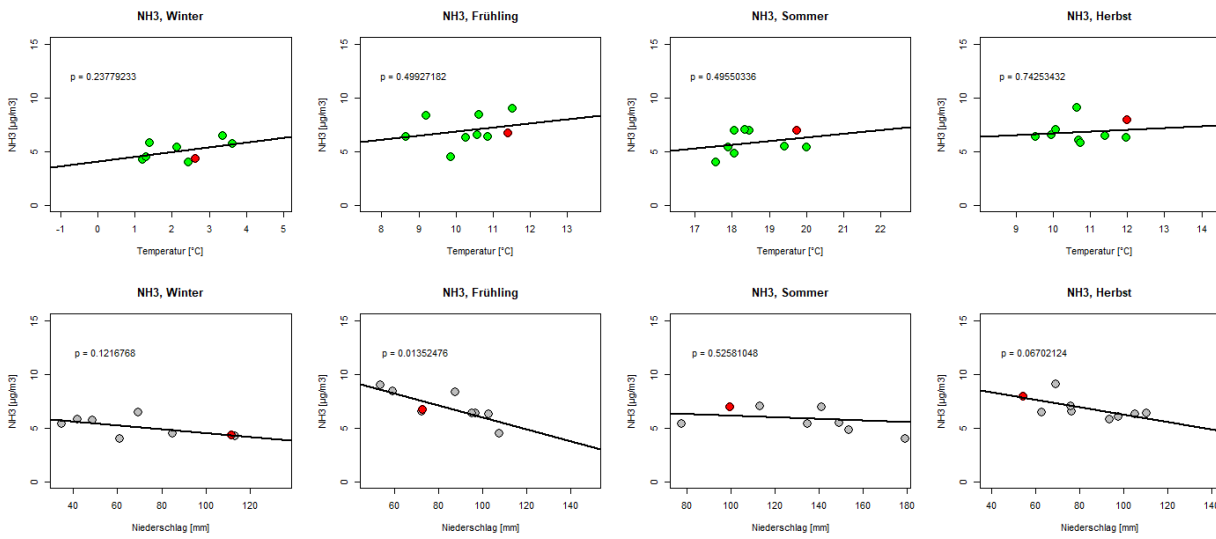 NH3, Winter
NH3 [µg/m3]
15
10
5
0
p = 0.23779233
-1 0 1 2 3 4 5
Temperatur [°C]
NH3, Frühling
NH3 [µg/m3]
15
10
5
0
p = 0.49927182
8 9 10 11 12 13
Temperatur [°C]
NH3, Sommer
NH3 [µg/m3]
15
10
5
0
p = 0.49550336
17 18 19 20 21 22
Temperatur [°C]
NH3, Herbst
NH3 [µg/m3]
15
10
5
0
p = 0.74253432
9 10 11 12 13 14
Temperatur [°C]
NH3, Winter
NH3 [µg/m3]
15
10
5
0
p = 0.1216768
40 60 80 100 120
Niederschlag [mm]
NH3, Frühling
NH3 [µg/m3]
15
10
5
0
p = 0.01352476
60 80 100 120 140
Niederschlag [mm]
NH3, Sommer
NH3 [µg/m3]
15
10
5
0
p = 0.52581048
80 100 120 140 160 180
Niederschlag [mm]
NH3, Herbst
NH3 [µg/m3]
15
10
5
0
p = 0.06702124
40 60 80 100 120 140
Niederschlag [mm]